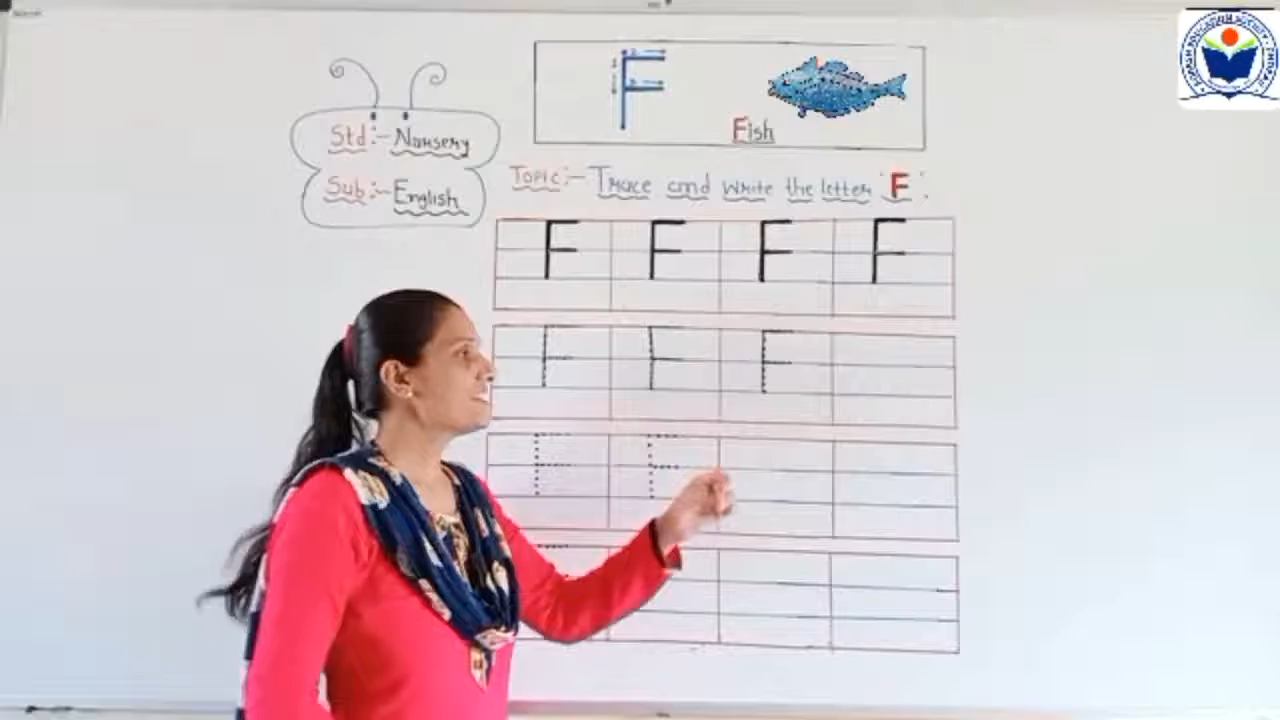 F
Fish
Std:- Nursery
Sub:- English
Topic:- Trace and write the letter 'F'.
F F F F
F F F
F F